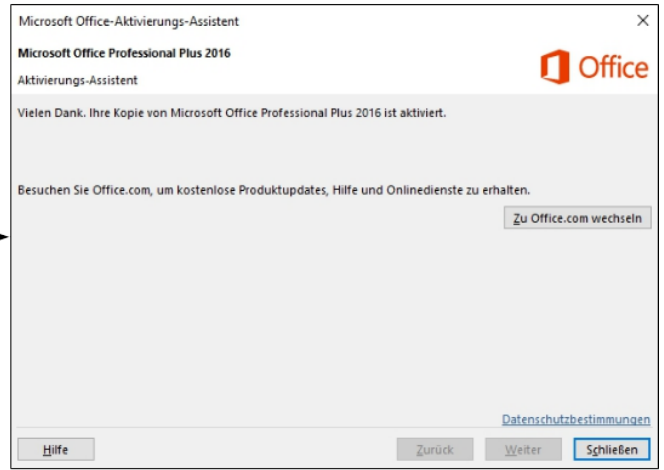 Microsoft Office-Aktivierungs-Assistent
Microsoft Office Professional Plus 2016
Office
Aktivierungs-Assistent
Vielen Dank. Ihre Kopie von Microsoft Office Professional Plus 2016 ist aktiviert.
Besuchen Sie Office.com, um kostenlose Produktupdates, Hilfe und Onlinedienste zu erhalten.
Zu Office.com wechseln
Datenschutzbestimmungen
Hilfe Zurück Weiter Schließen